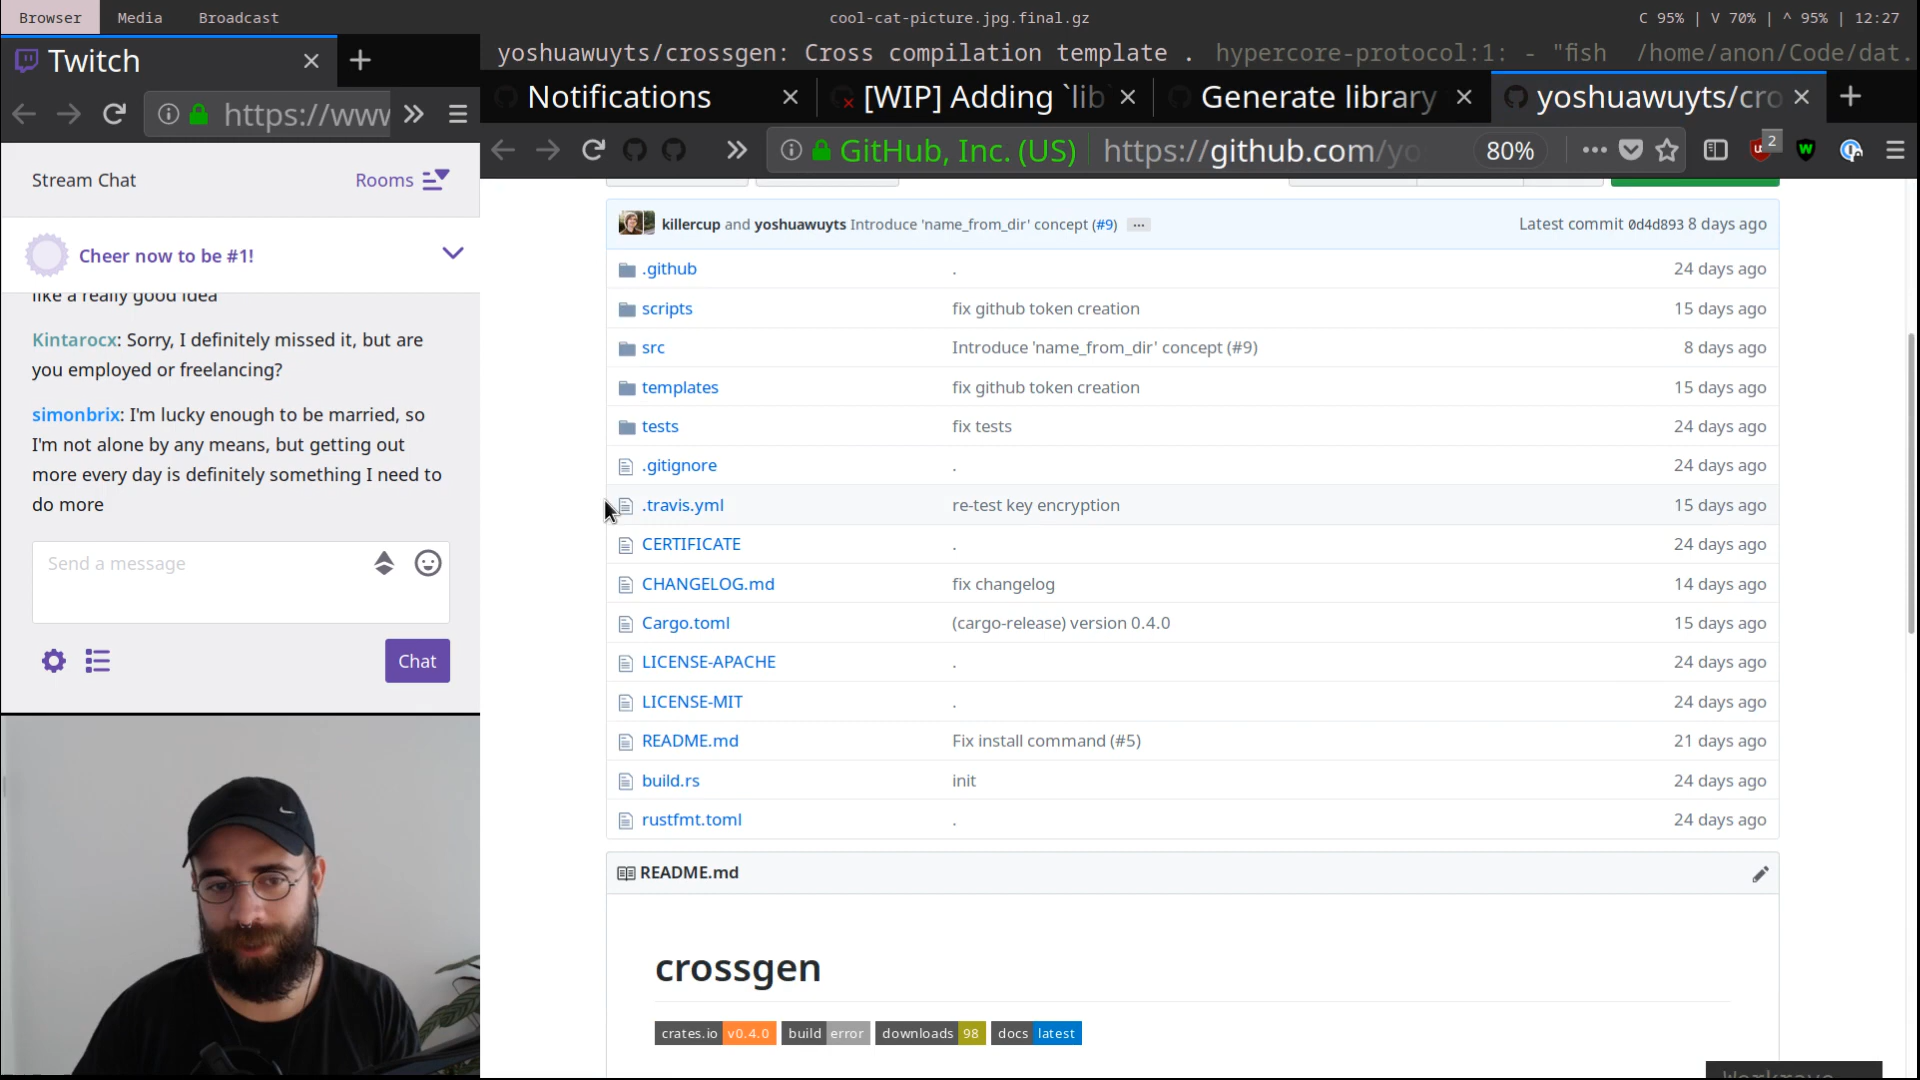 Browser Media Broadcast cool-cat-picture.jpg.final.gz C 95% | V 70% | ^ 95% | 12:27
Twitch
yoshuawuyts/crossgen: Cross compilation template . hypercore-protocol:1: - "fish /home/anon/Code/dat.
Notifications [WIP] Adding `lib Generate library yoshuawuyts/cro
https://www
GitHub, Inc. (US) https://github.com/yo 80% 2
Stream Chat Rooms
Cheer now to be #1!
like a really good idea
Kintarocx: Sorry, I definitely missed it, but are
you employed or freelancing?
simonbrix: I'm lucky enough to be married, so
I'm not alone by any means, but getting out
more every day is definitely something I need to
do more
Send a message
Chat
killercup and yoshuawuyts Introduce 'name_from_dir' concept (#9) ... Latest commit 0d4d893 8 days ago
.github . 24 days ago
scripts fix github token creation 15 days ago
src Introduce 'name_from_dir' concept (#9) 8 days ago
templates fix github token creation 15 days ago
tests fix tests 24 days ago
.gitignore . 24 days ago
.travis.yml re-test key encryption 15 days ago
CERTIFICATE . 24 days ago
CHANGELOG.md fix changelog 14 days ago
Cargo.toml (cargo-release) version 0.4.0 15 days ago
LICENSE-APACHE . 24 days ago
LICENSE-MIT . 24 days ago
README.md Fix install command (#5) 21 days ago
build.rs init 24 days ago
rustfmt.toml . 24 days ago
README.md
crossgen
crates.io v0.4.0 build error downloads 98 docs latest